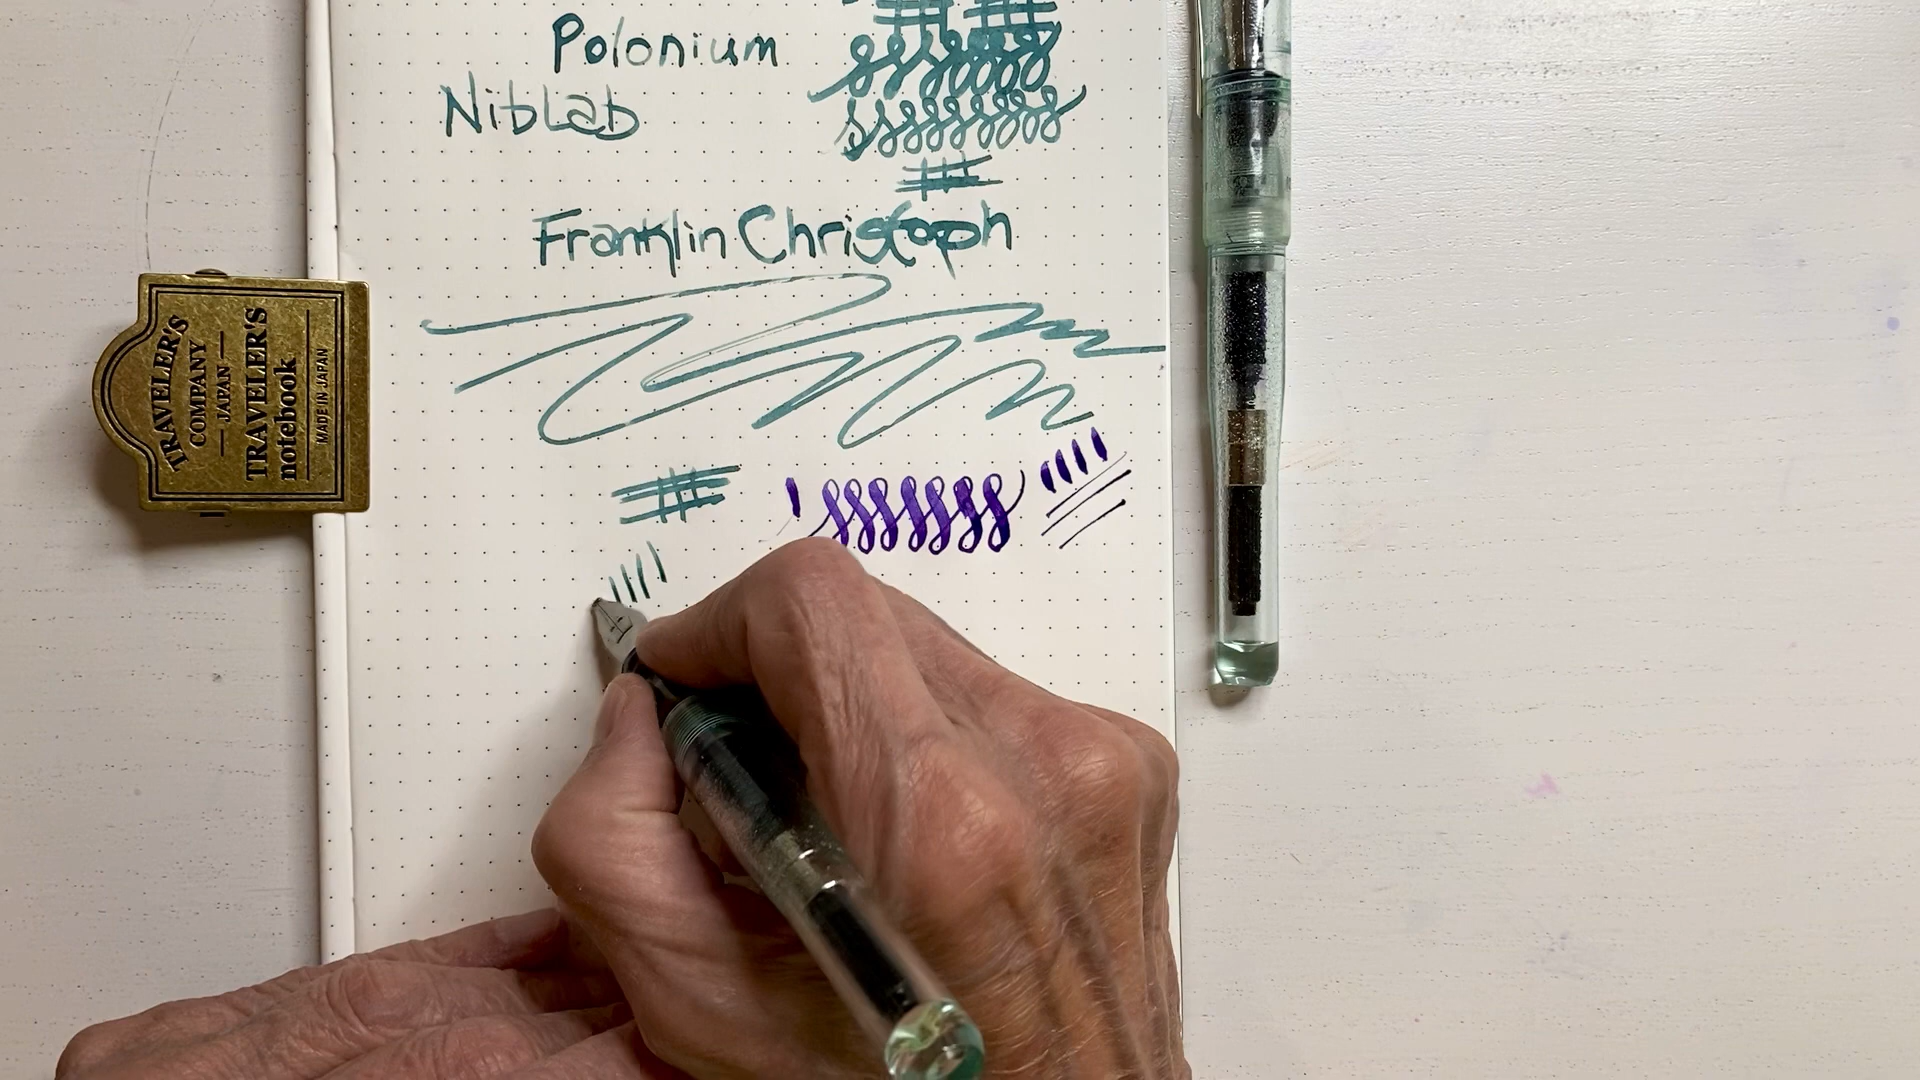 Polonium
NibLab
Franklin Christoph
TRAVELER'S
COMPANY
JAPAN
TRAVELER'S
notebook
MADE IN JAPAN